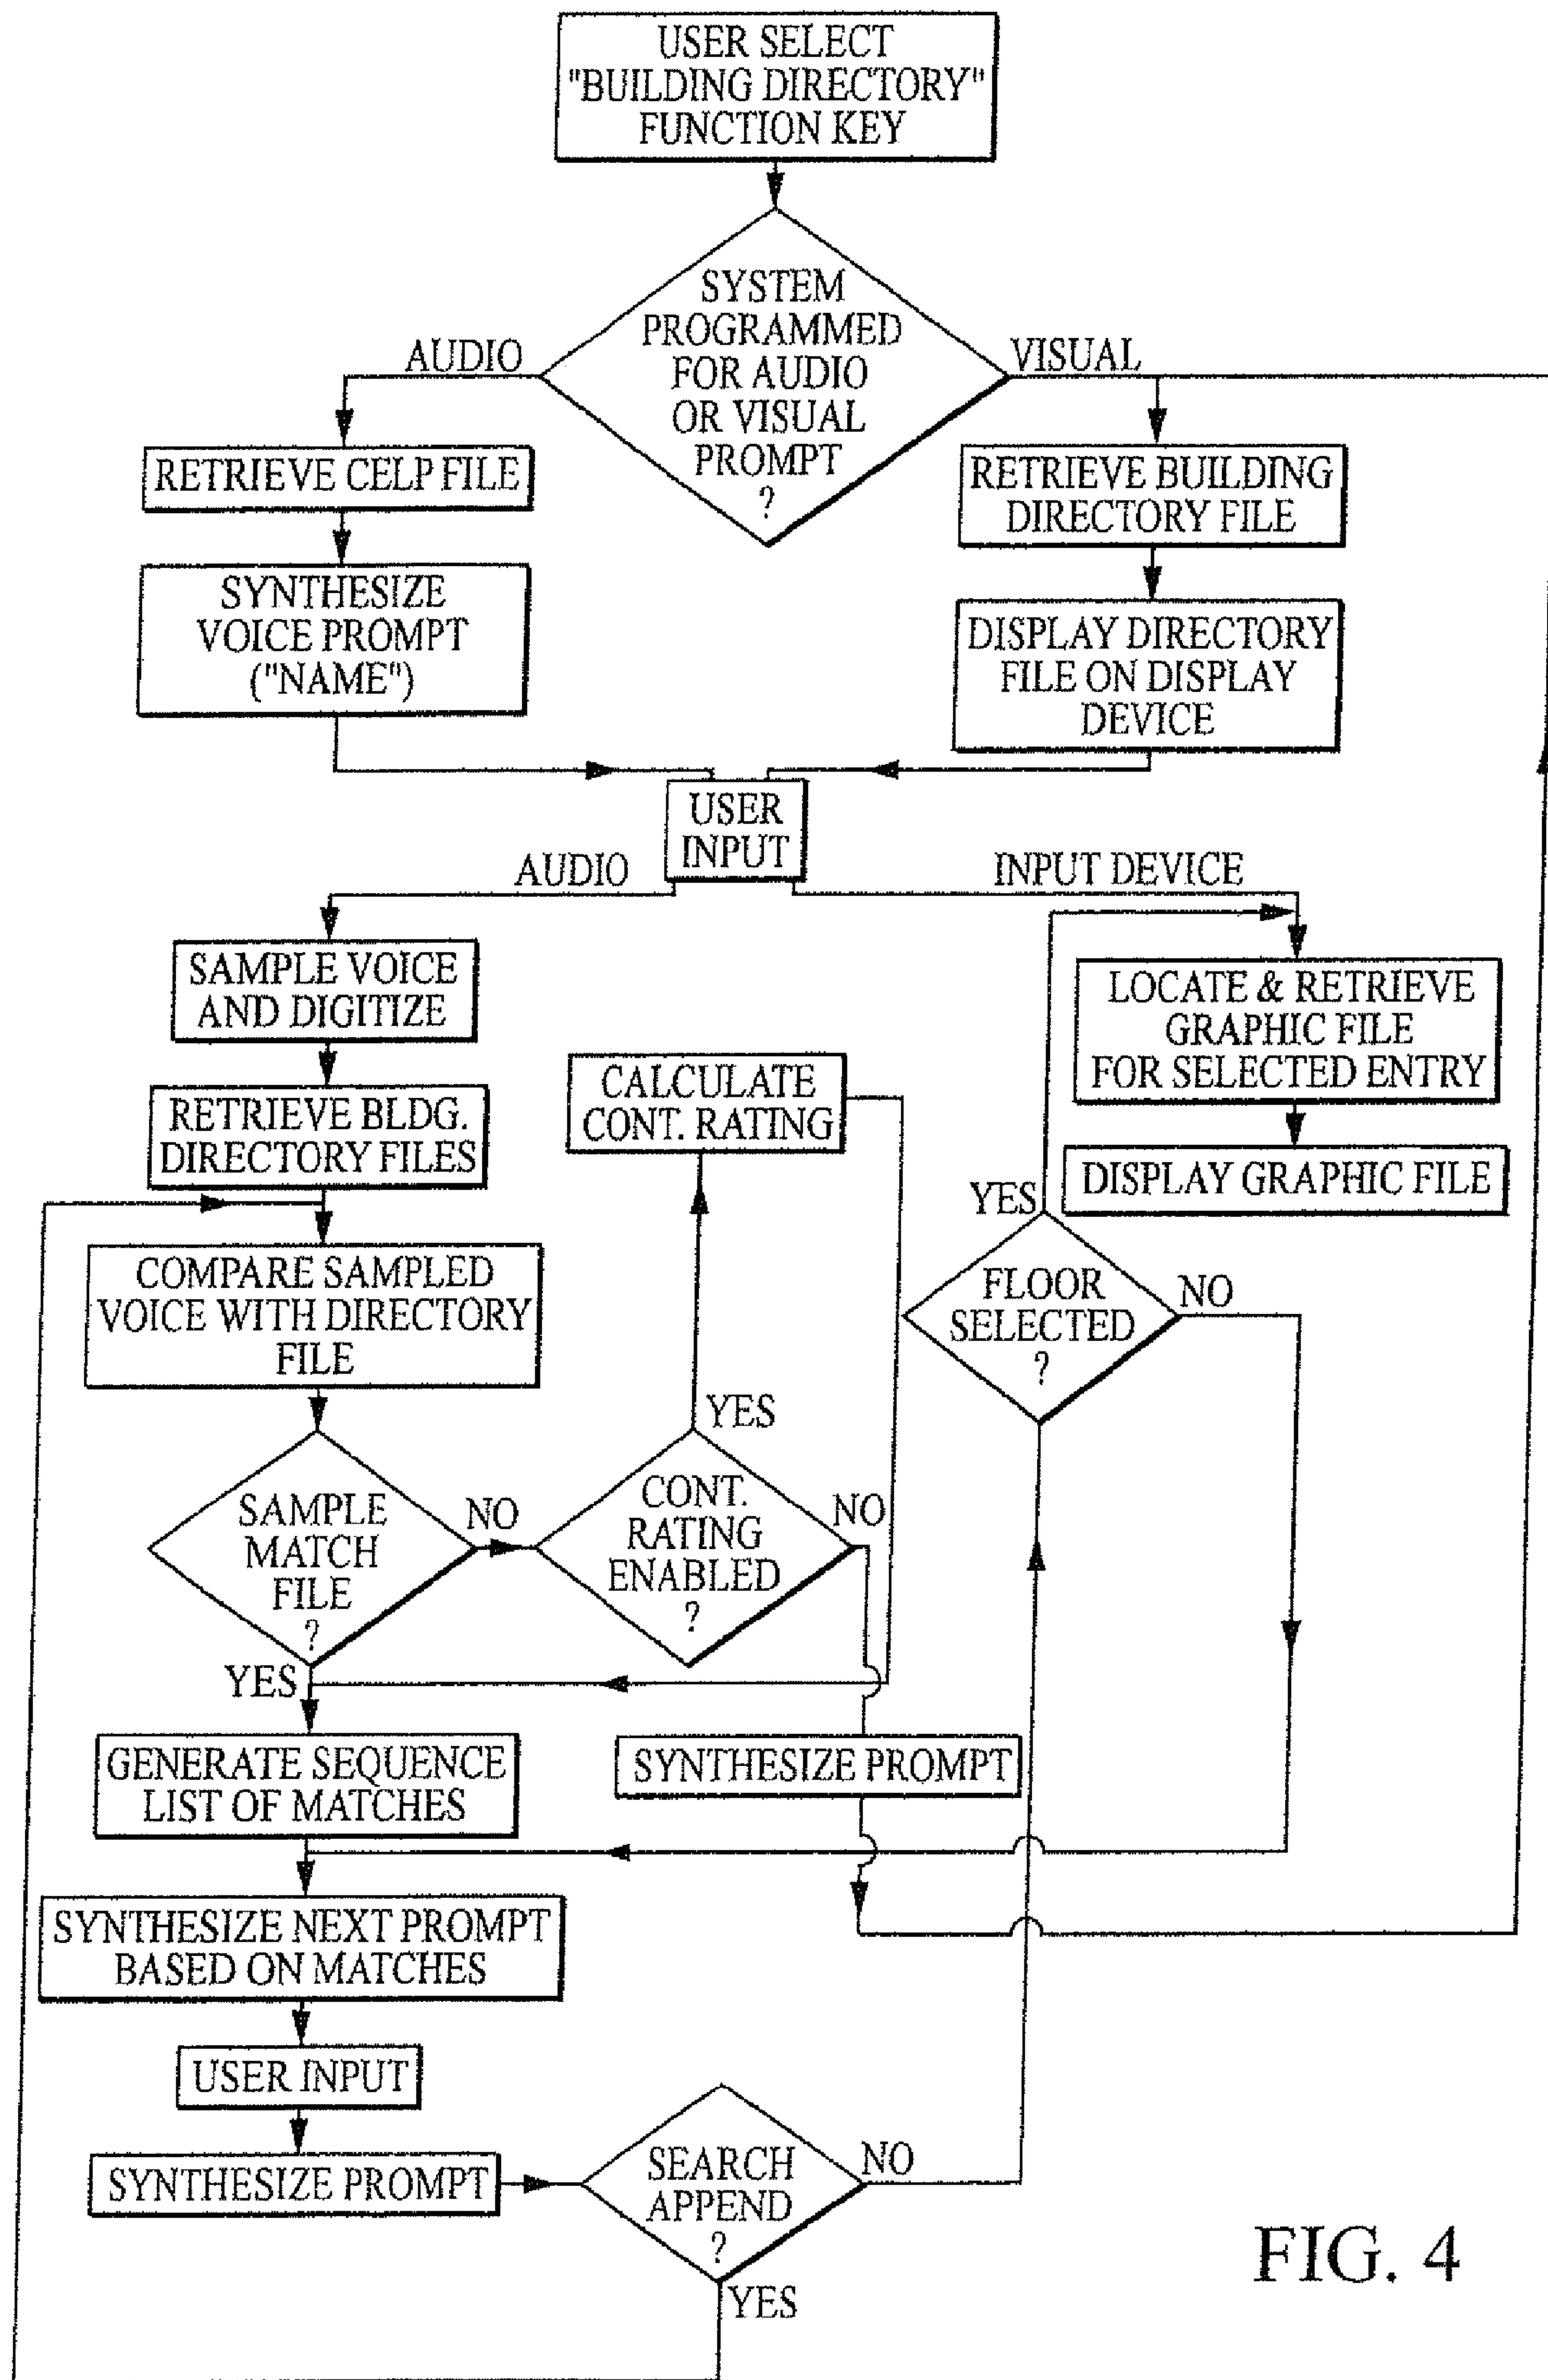 USER SELECT
"BUILDING DIRECTORY"
FUNCTION KEY
SYSTEM
PROGRAMMED
FOR AUDIO
OR VISUAL
PROMPT
?
AUDIO
VISUAL
RETRIEVE CELP FILE
RETRIEVE BUILDING
DIRECTORY FILE
SYNTHESIZE
VOICE PROMPT
("NAME")
DISPLAY DIRECTORY
FILE ON DISPLAY
DEVICE
USER
INPUT
AUDIO
INPUT DEVICE
SAMPLE VOICE
AND DIGITIZE
LOCATE & RETRIEVE
GRAPHIC FILE
FOR SELECTED ENTRY
RETRIEVE BLDG.
DIRECTORY FILES
CALCULATE
CONT. RATING
DISPLAY GRAPHIC FILE
YES
COMPARE SAMPLED
VOICE WITH DIRECTORY
FILE
FLOOR
SELECTED
?
NO
YES
SAMPLE
MATCH
FILE
?
NO
CONT.
RATING
ENABLED
?
NO
YES
GENERATE SEQUENCE
LIST OF MATCHES
SYNTHESIZE PROMPT
SYNTHESIZE NEXT PROMPT
BASED ON MATCHES
USER INPUT
SYNTHESIZE PROMPT
SEARCH
APPEND
?
NO
YES
FIG. 4